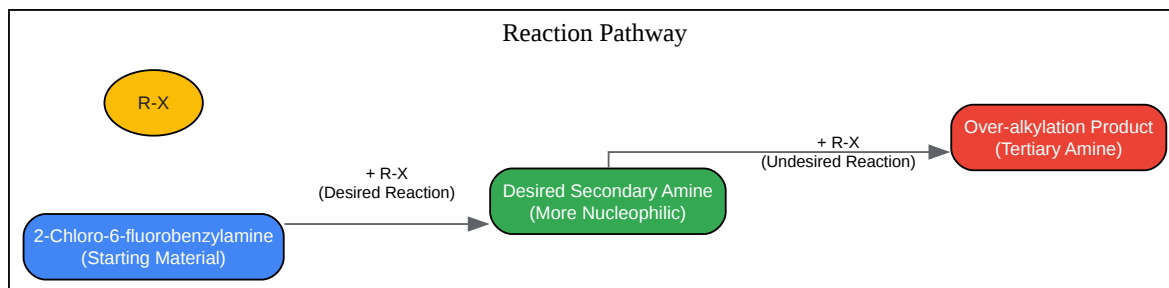 Reaction Pathway
R-X
2-Chloro-6-fluorobenzylamine
(Starting Material)
+ R-X
(Desired Reaction)
Desired Secondary Amine
(More Nucleophilic)
+ R-X
(Undesired Reaction)
Over-alkylation Product
(Tertiary Amine)